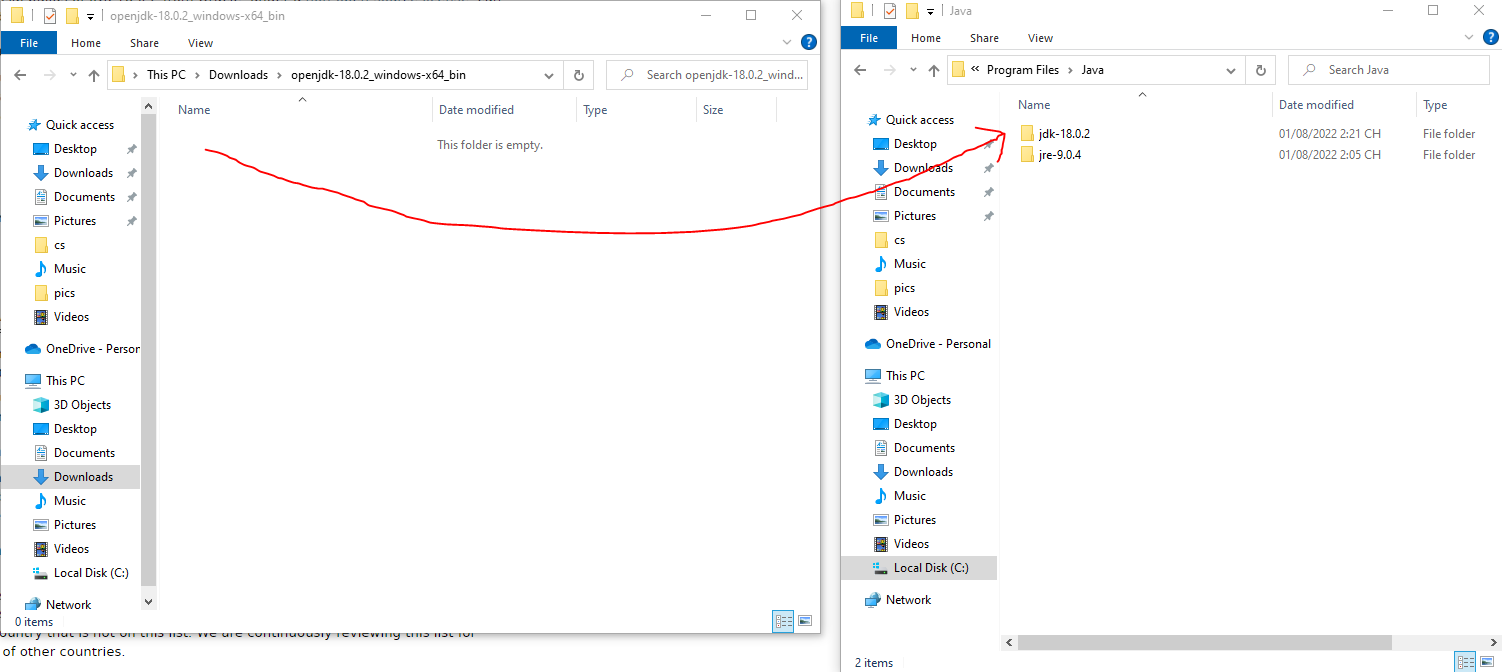 openjdk-18.0.2_windows-x64_bin
File Home Share View
This PC > Downloads > openjdk-18.0.2_windows-x64_bin
Search openjdk-18.0.2_wind...
Name Date modified Type Size
This folder is empty.
Quick access
Desktop
Downloads
Documents
Pictures
cs
Music
pics
Videos
OneDrive - Person
This PC
3D Objects
Desktop
Documents
Downloads
Music
Pictures
Videos
Local Disk (C:)
Network
0 items
country that is not on this list. We are continuously reviewing this list for
of other countries.
Java
File Home Share View
« Program Files > Java
Search Java
Name Date modified Type
jdk-18.0.2 01/08/2022 2:21 CH File folder
jre-9.0.4 01/08/2022 2:05 CH File folder
Quick access
Desktop
Downloads
Documents
Pictures
cs
Music
pics
Videos
OneDrive - Personal
This PC
3D Objects
Desktop
Documents
Downloads
Music
Pictures
Videos
Local Disk (C:)
Network
2 items